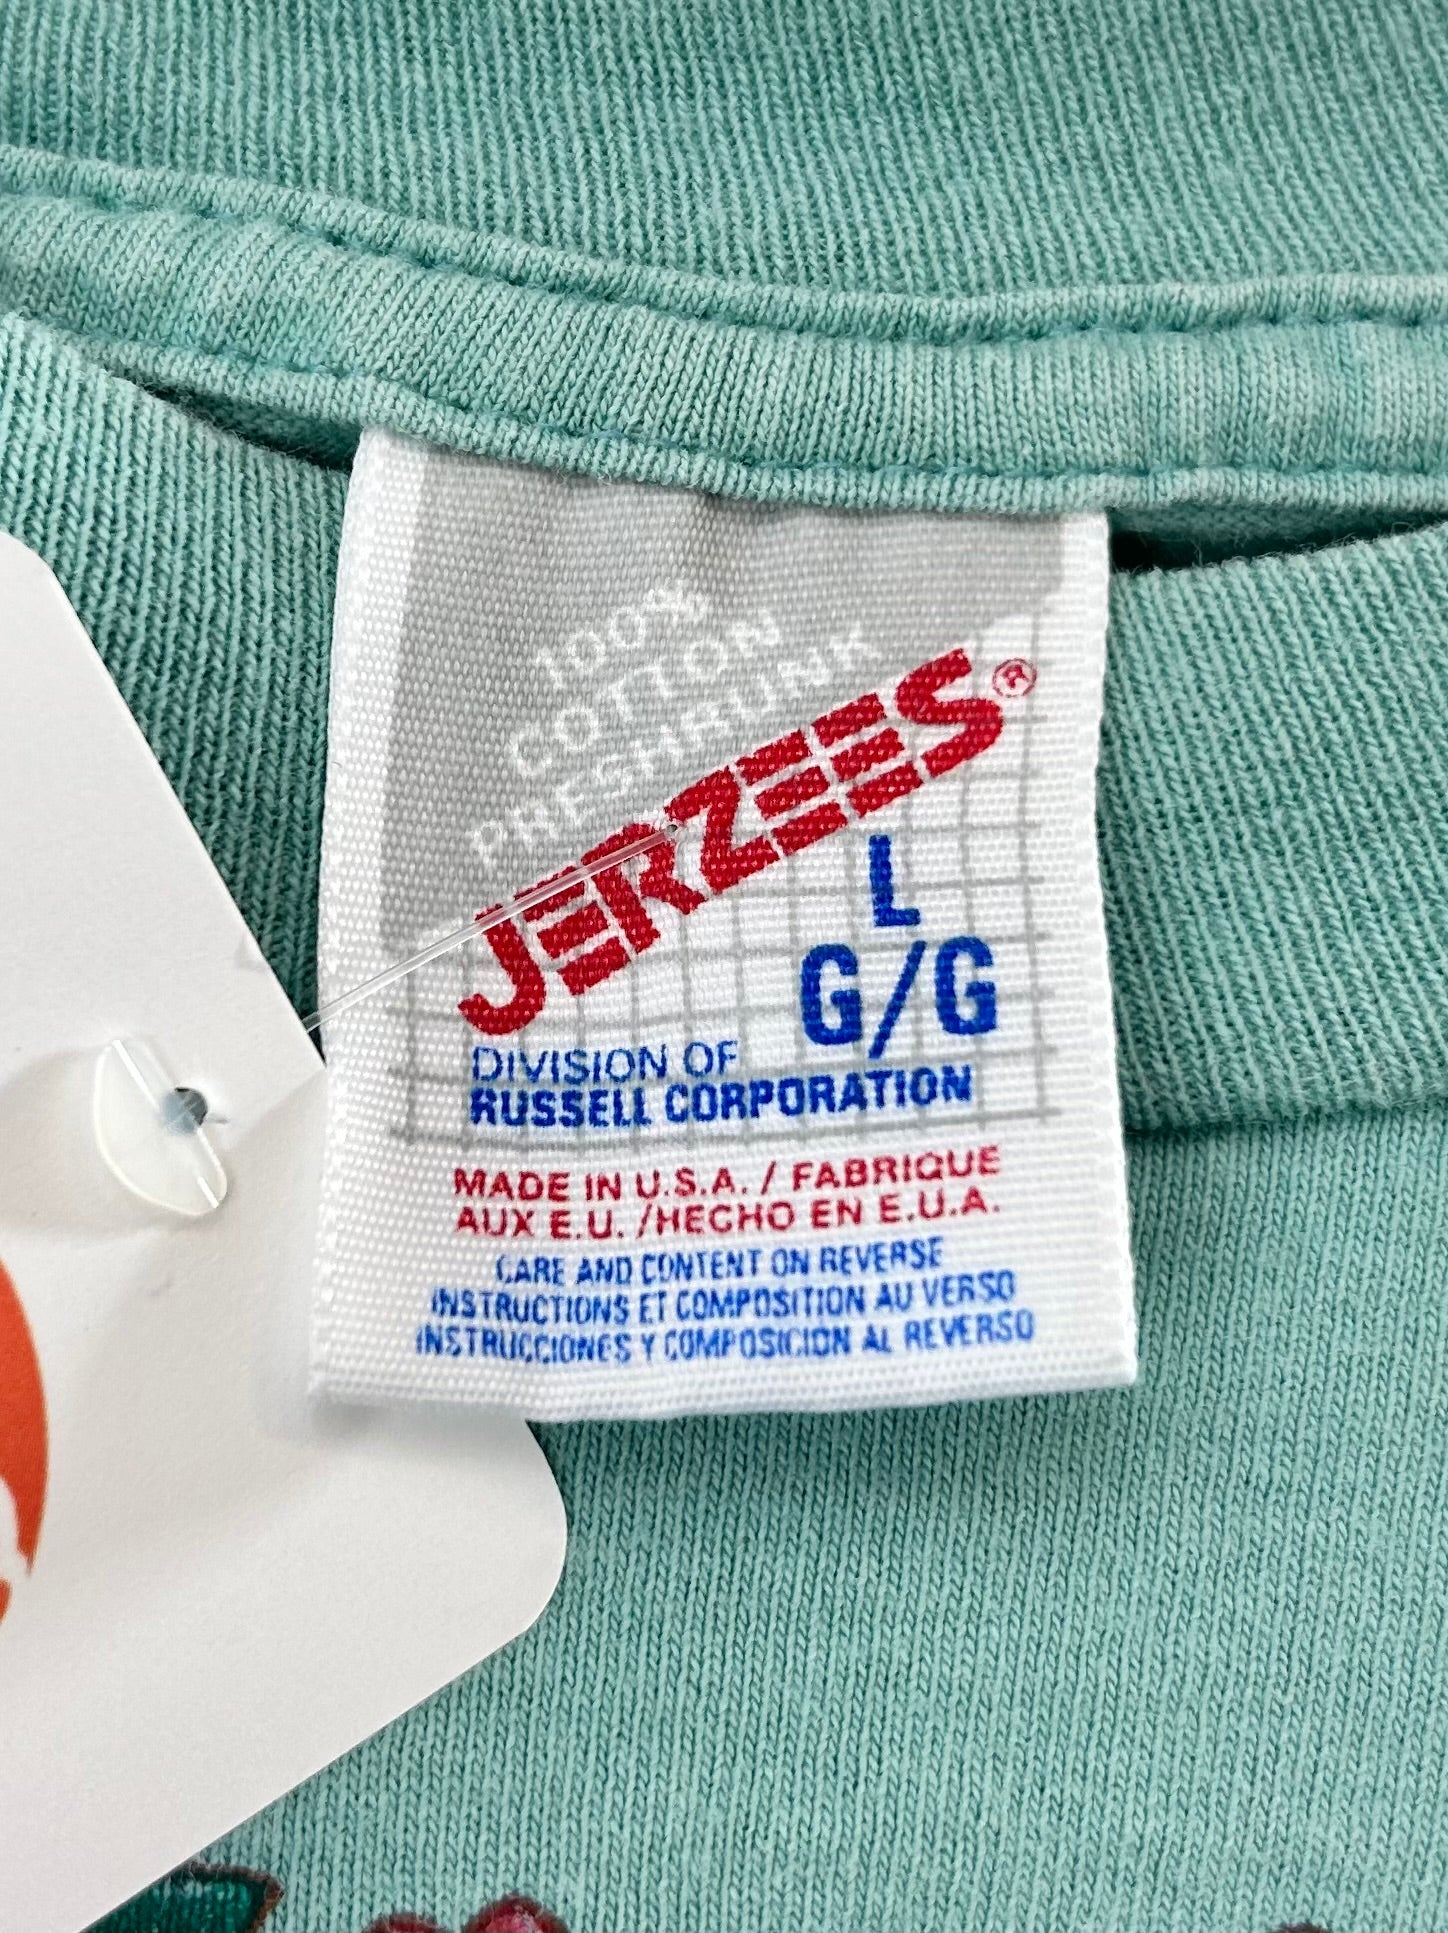 100%
COTTON
PRESHRUNK
JERZEES®
L
G/G
DIVISION OF
RUSSELL CORPORATION
MADE IN U.S.A. / FABRIQUE
AUX E.U. /HECHO EN E.U.A.
CARE AND CONTENT ON REVERSE
INSTRUCTIONS ET COMPOSITION AU VERSO
INSTRUCCIONES Y COMPOSICION AL REVERSO